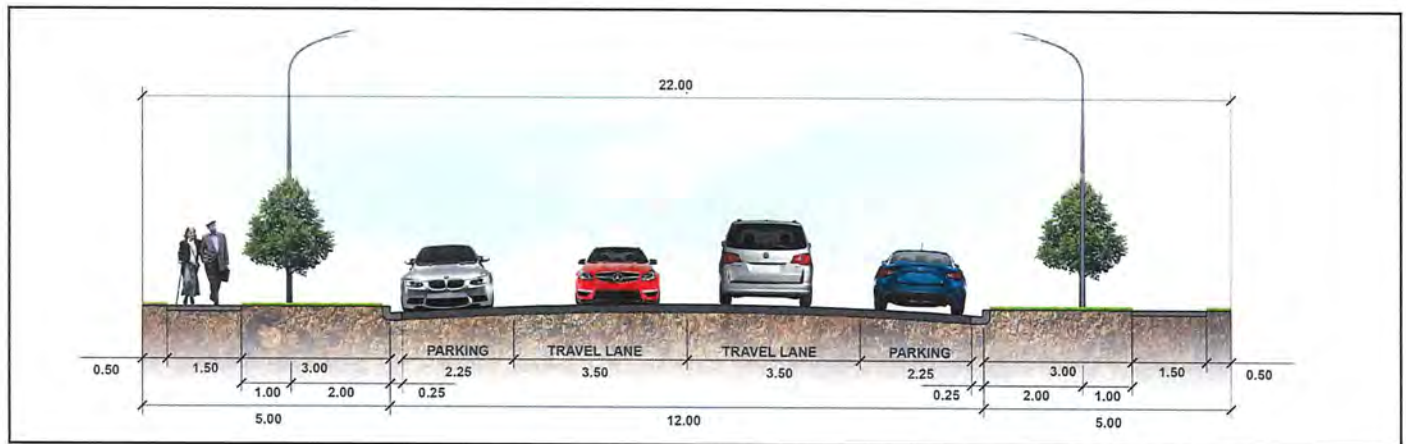 22.00
PARKING TRAVEL LANE TRAVEL LANE PARKING
0.50 1.50 3.00 2.25 3.50 3.50 2.25 3.00 1.50 0.50
1.00 2.00 0.25 0.25 2.00 1.00
5.00 12.00 5.00